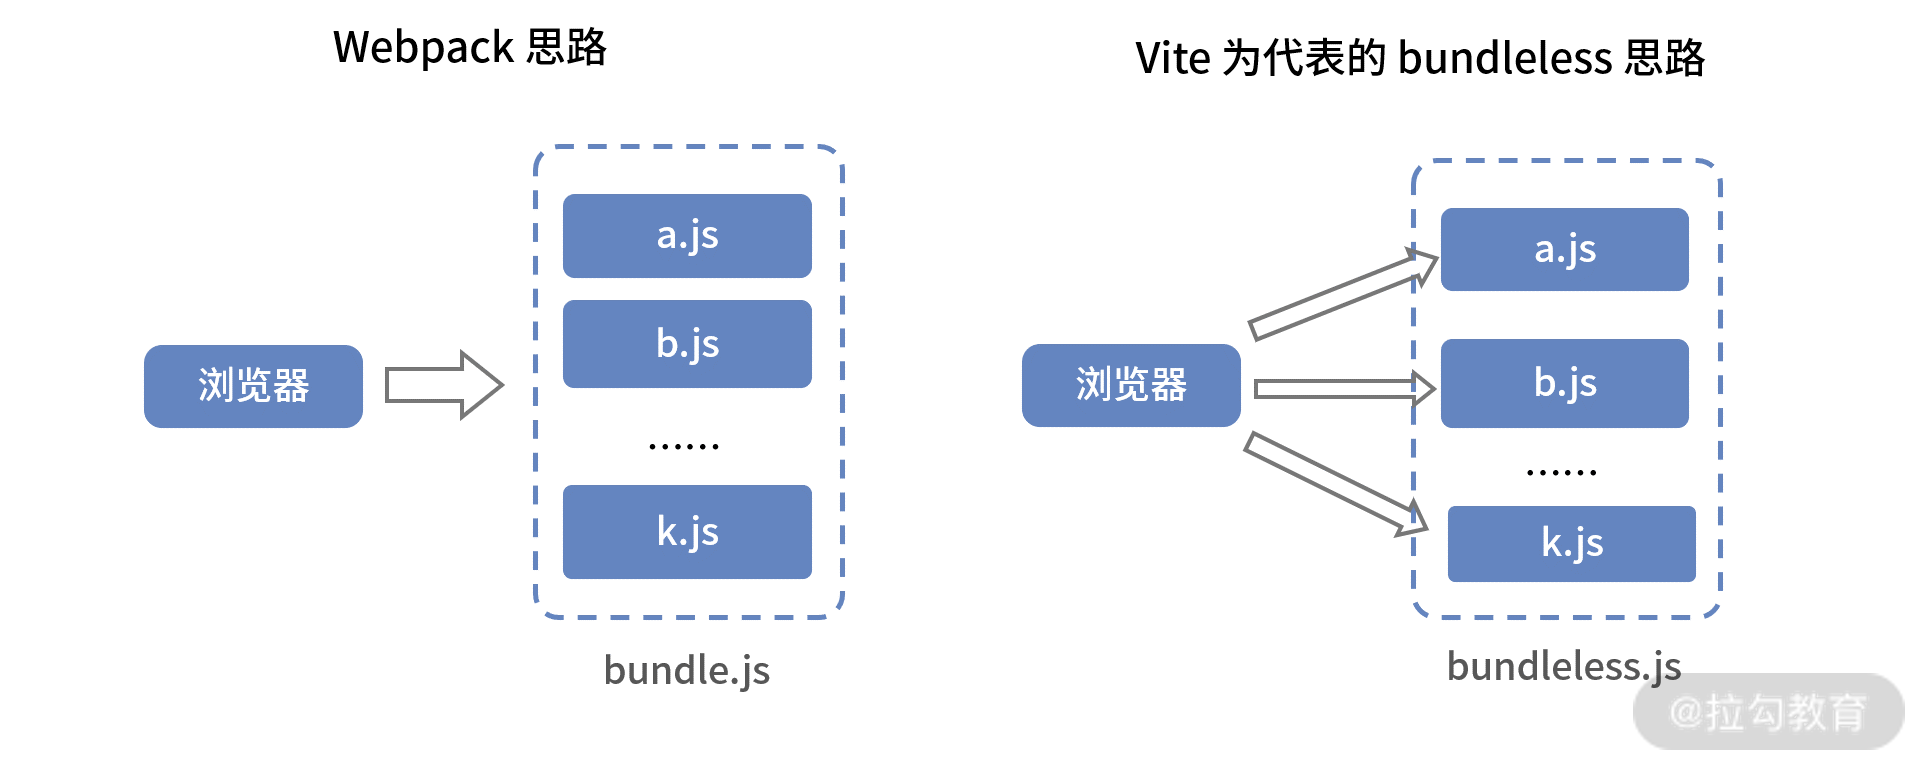 Webpack 思路
a.js
b.js
浏览器
......
k.js
bundle.js
Vite 为代表的 bundleless 思路
a.js
浏览器
b.js
......
k.js
bundleless.js
@拉勾教育